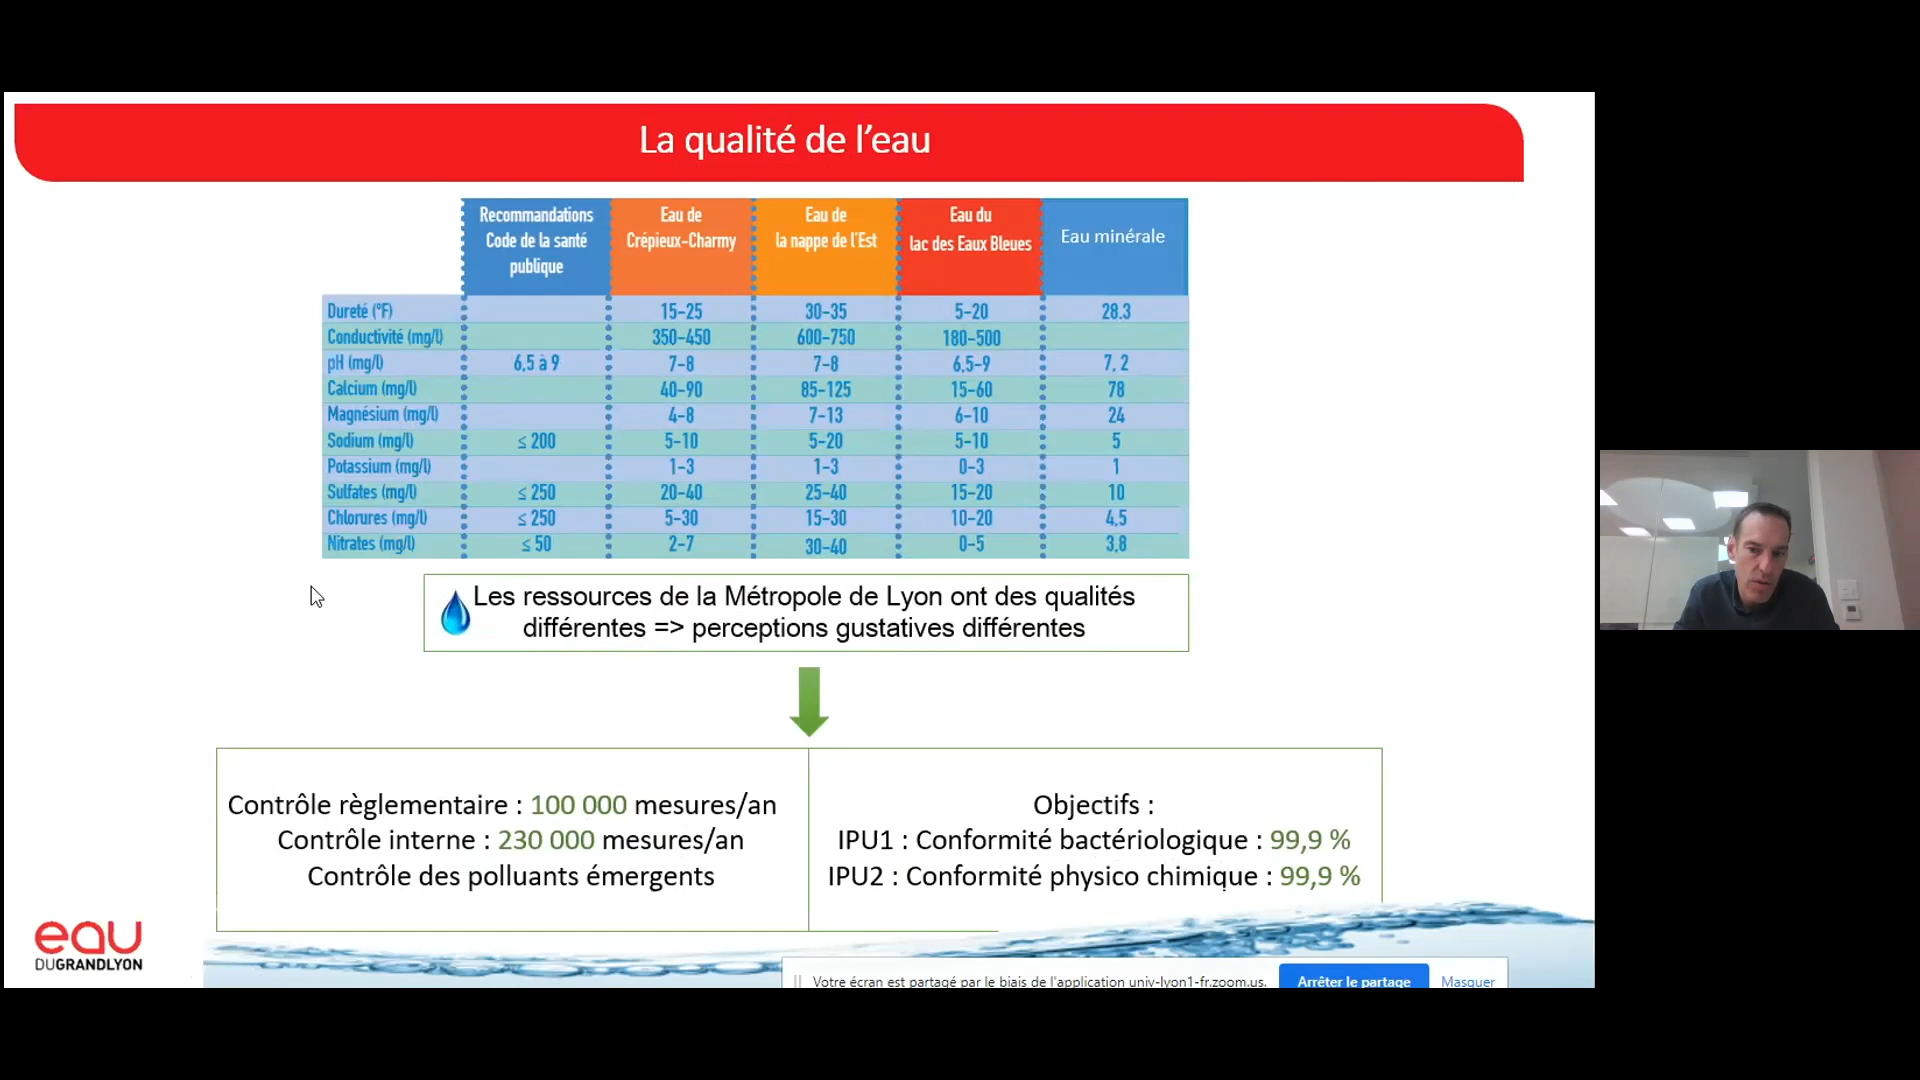 La qualité de l’eau
Recommandations
Code de la santé
publique
Eau de
Crépieux-Charmy
Eau de
la nappe de l'Est
Eau du
lac des Eaux Bleues
Eau minérale
Dureté (°F) 15-25 30-35 5-20 28.3
Conductivité (mg/l) 350-450 600-750 180-500
pH (mg/l) 6,5 à 9 7-8 7-8 6,5-9 7, 2
Calcium (mg/l) 40-90 85-125 15-60 78
Magnésium (mg/l) 4-8 7-13 6-10 24
Sodium (mg/l) ≤ 200 5-10 5-20 5-10 5
Potassium (mg/l) 1-3 1-3 0-3 1
Sulfates (mg/l) ≤ 250 20-40 25-40 15-20 10
Chlorures (mg/l) ≤ 250 5-30 15-30 10-20 4,5
Nitrates (mg/l) ≤ 50 2-7 30-40 0-5 3,8
Les ressources de la Métropole de Lyon ont des qualités
différentes => perceptions gustatives différentes
Contrôle règlementaire : 100 000 mesures/an
Contrôle interne : 230 000 mesures/an
Contrôle des polluants émergents
Objectifs :
IPU1 : Conformité bactériologique : 99,9 %
IPU2 : Conformité physico chimique : 99,9 %
eau
DUGRANDLYON
Votre écran est partagé par le biais de l'application univ-lyon1-fr.zoom.us.
Arrêter le partage
Masquer